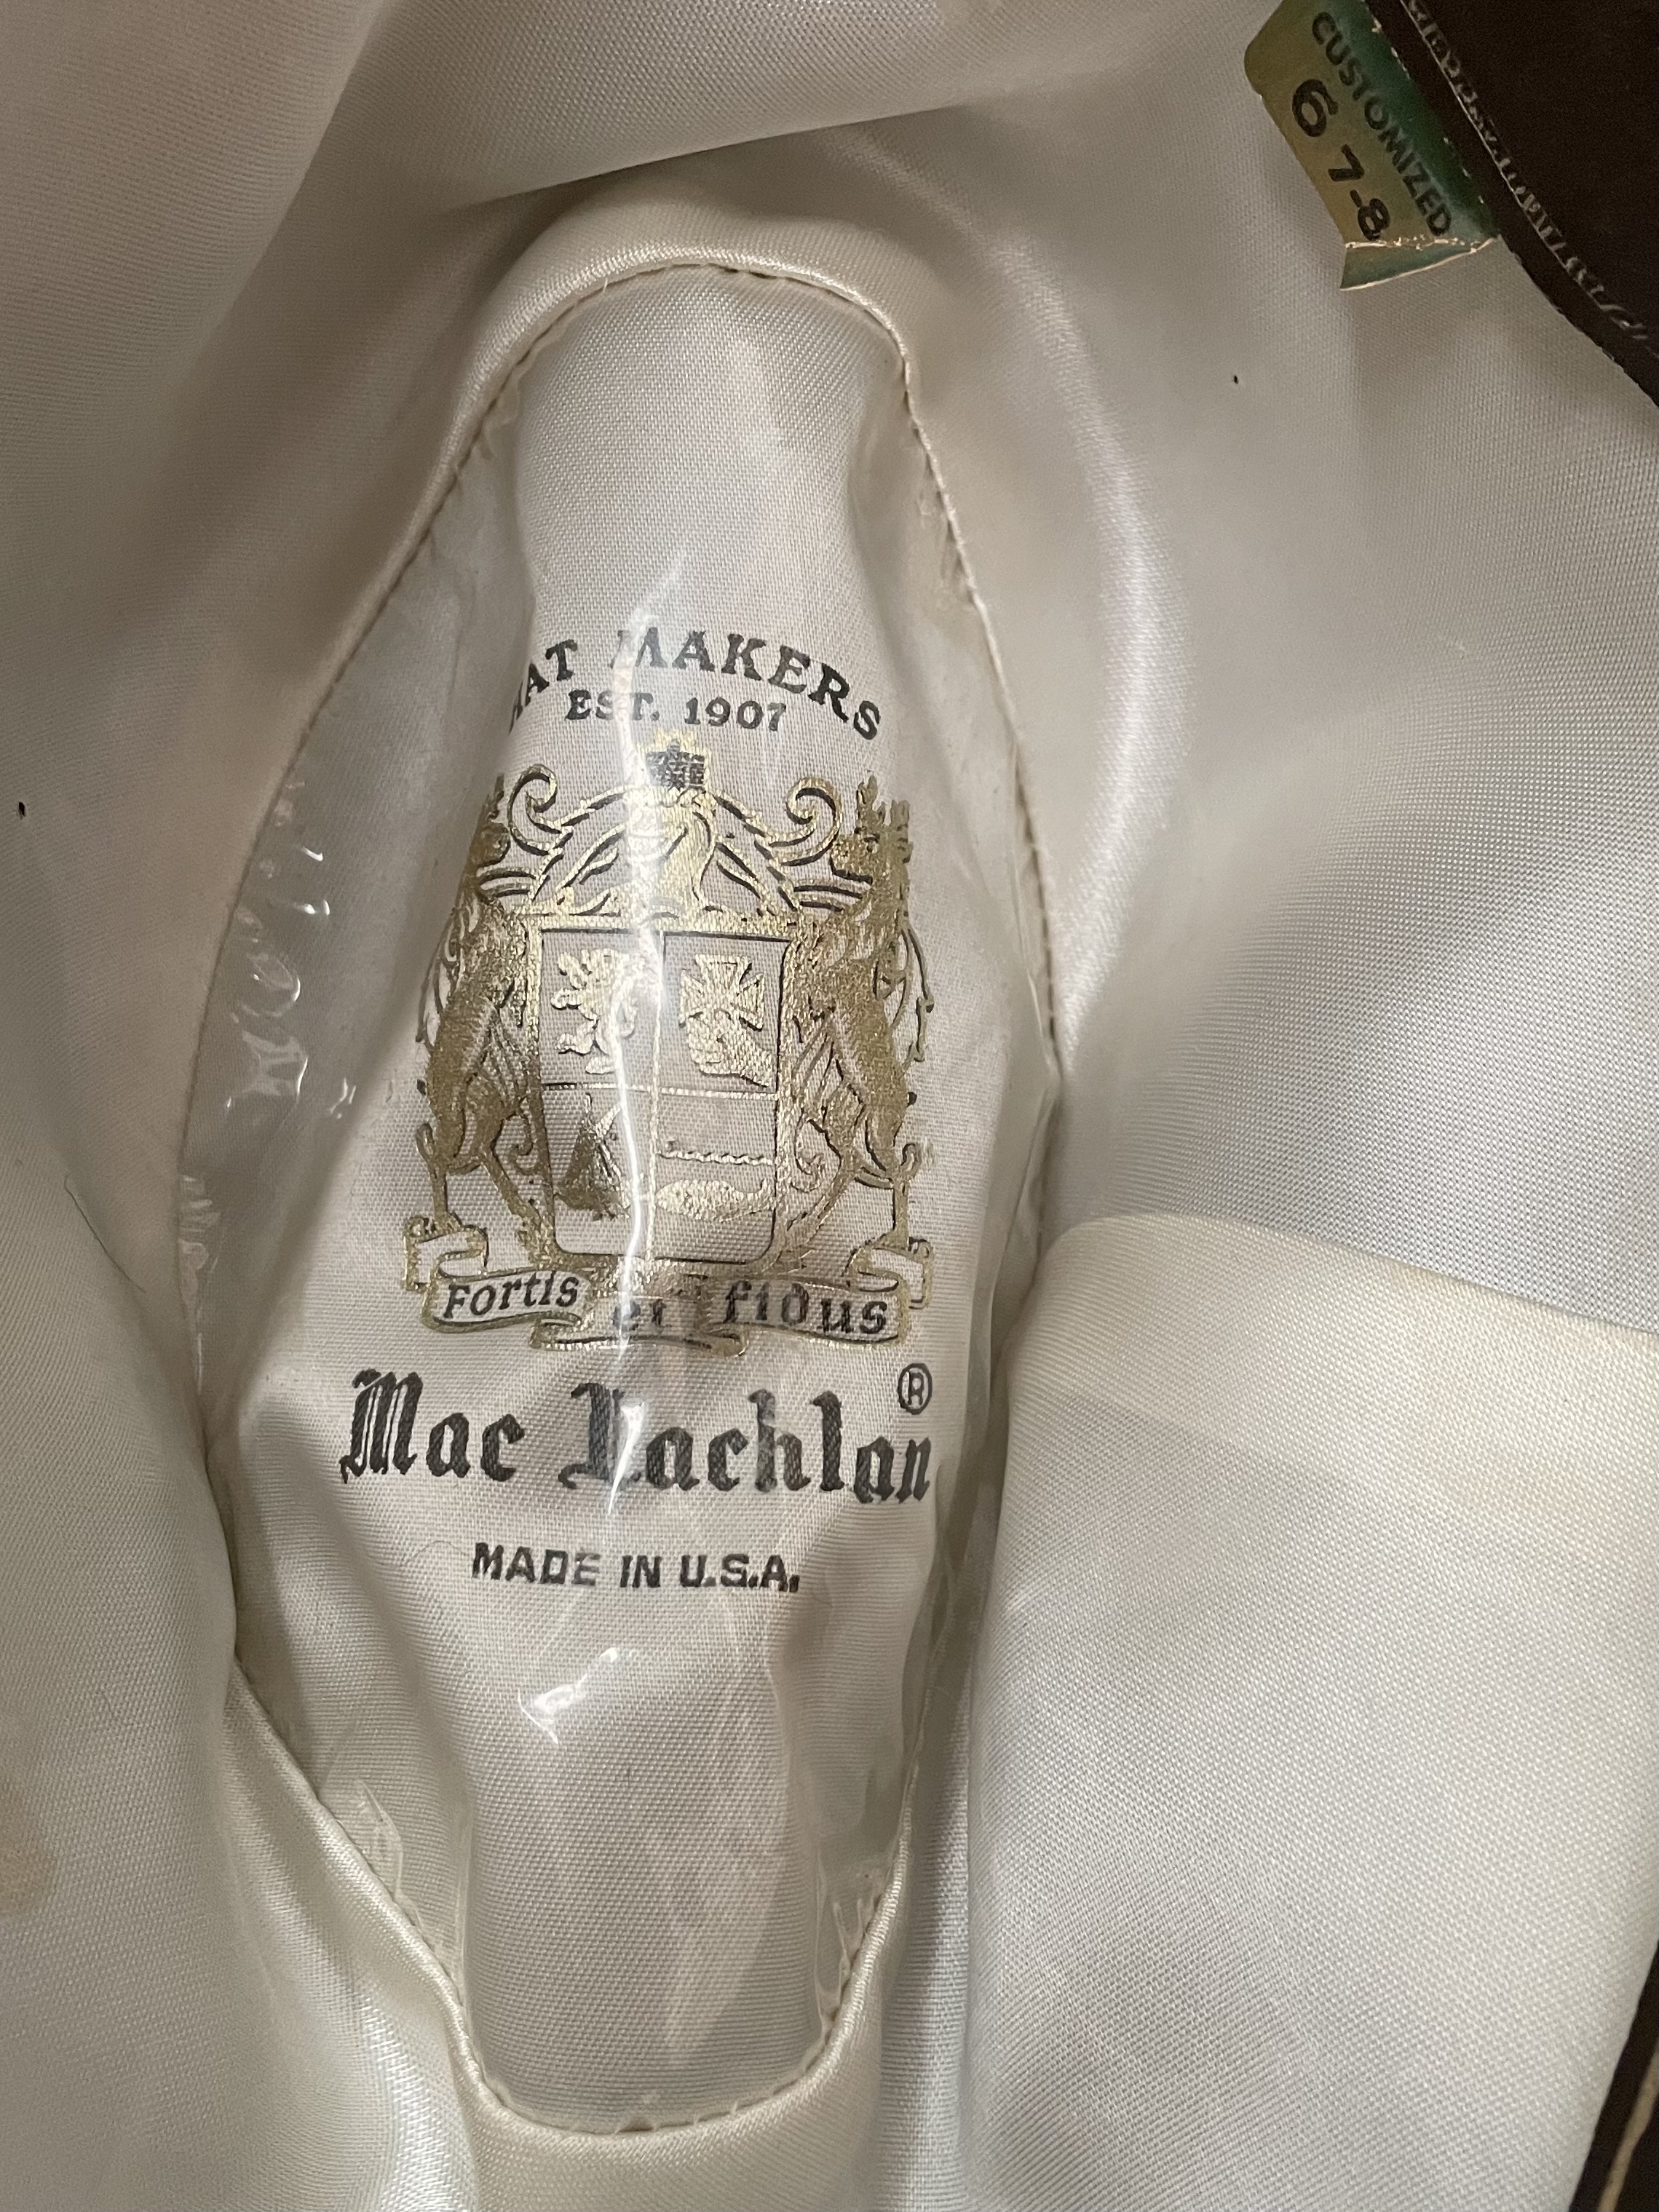 CUSTOMIZED
6 7-8
HAT MAKERS
EST. 1907
Fortis et fidus
Mac Lachlan®
MADE IN U.S.A.